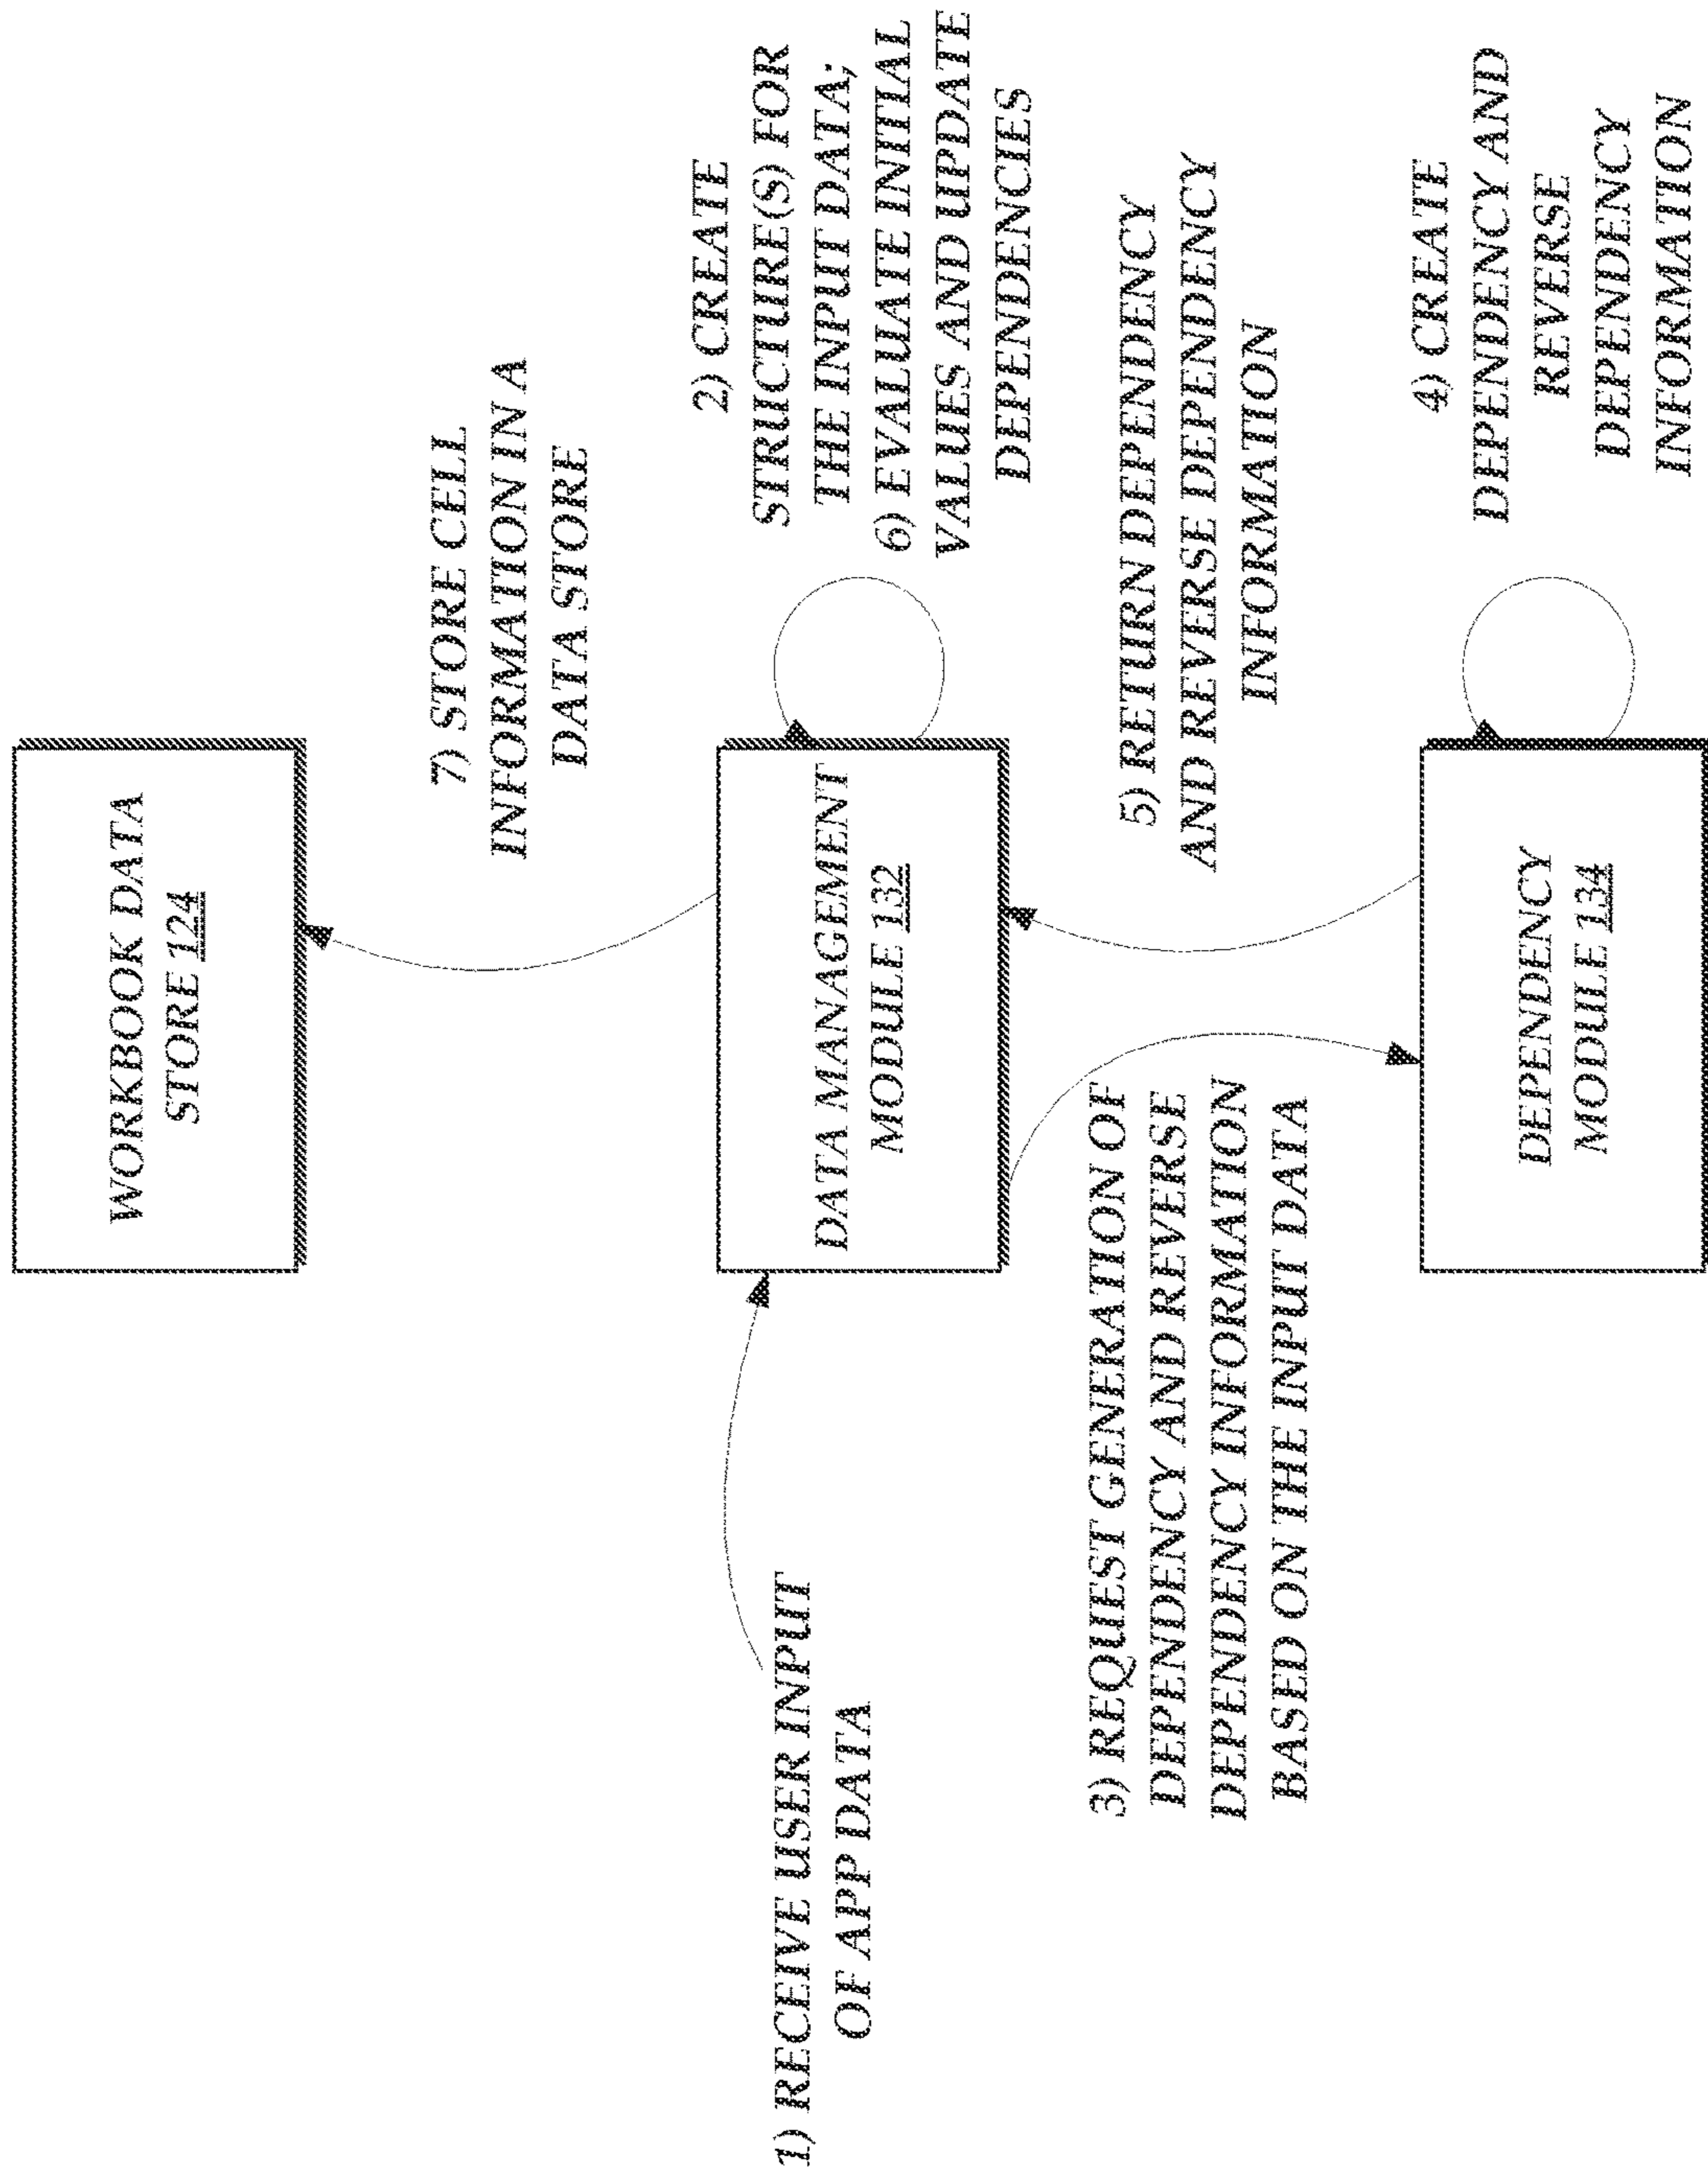 WORKBOOK DATA
STORE 124
7) STORE CELL
INFORMATION IN A
DATA STORE
1) RECEIVE USER INPUT
OF APP DATA
DATA MANAGEMENT
MODULE 132
2) CREATE
STRUCTURE(S) FOR
THE INPUT DATA;
6) EVALUATE INITIAL
VALUES AND UPDATE
DEPENDENCIES
3) REQUEST GENERATION OF
DEPENDENCY AND REVERSE
DEPENDENCY INFORMATION
BASED ON THE INPUT DATA
5) RETURN DEPENDENCY
AND REVERSE DEPENDENCY
INFORMATION
DEPENDENCY
MODULE 134
4) CREATE
DEPENDENCY AND
REVERSE
DEPENDENCY
INFORMATION